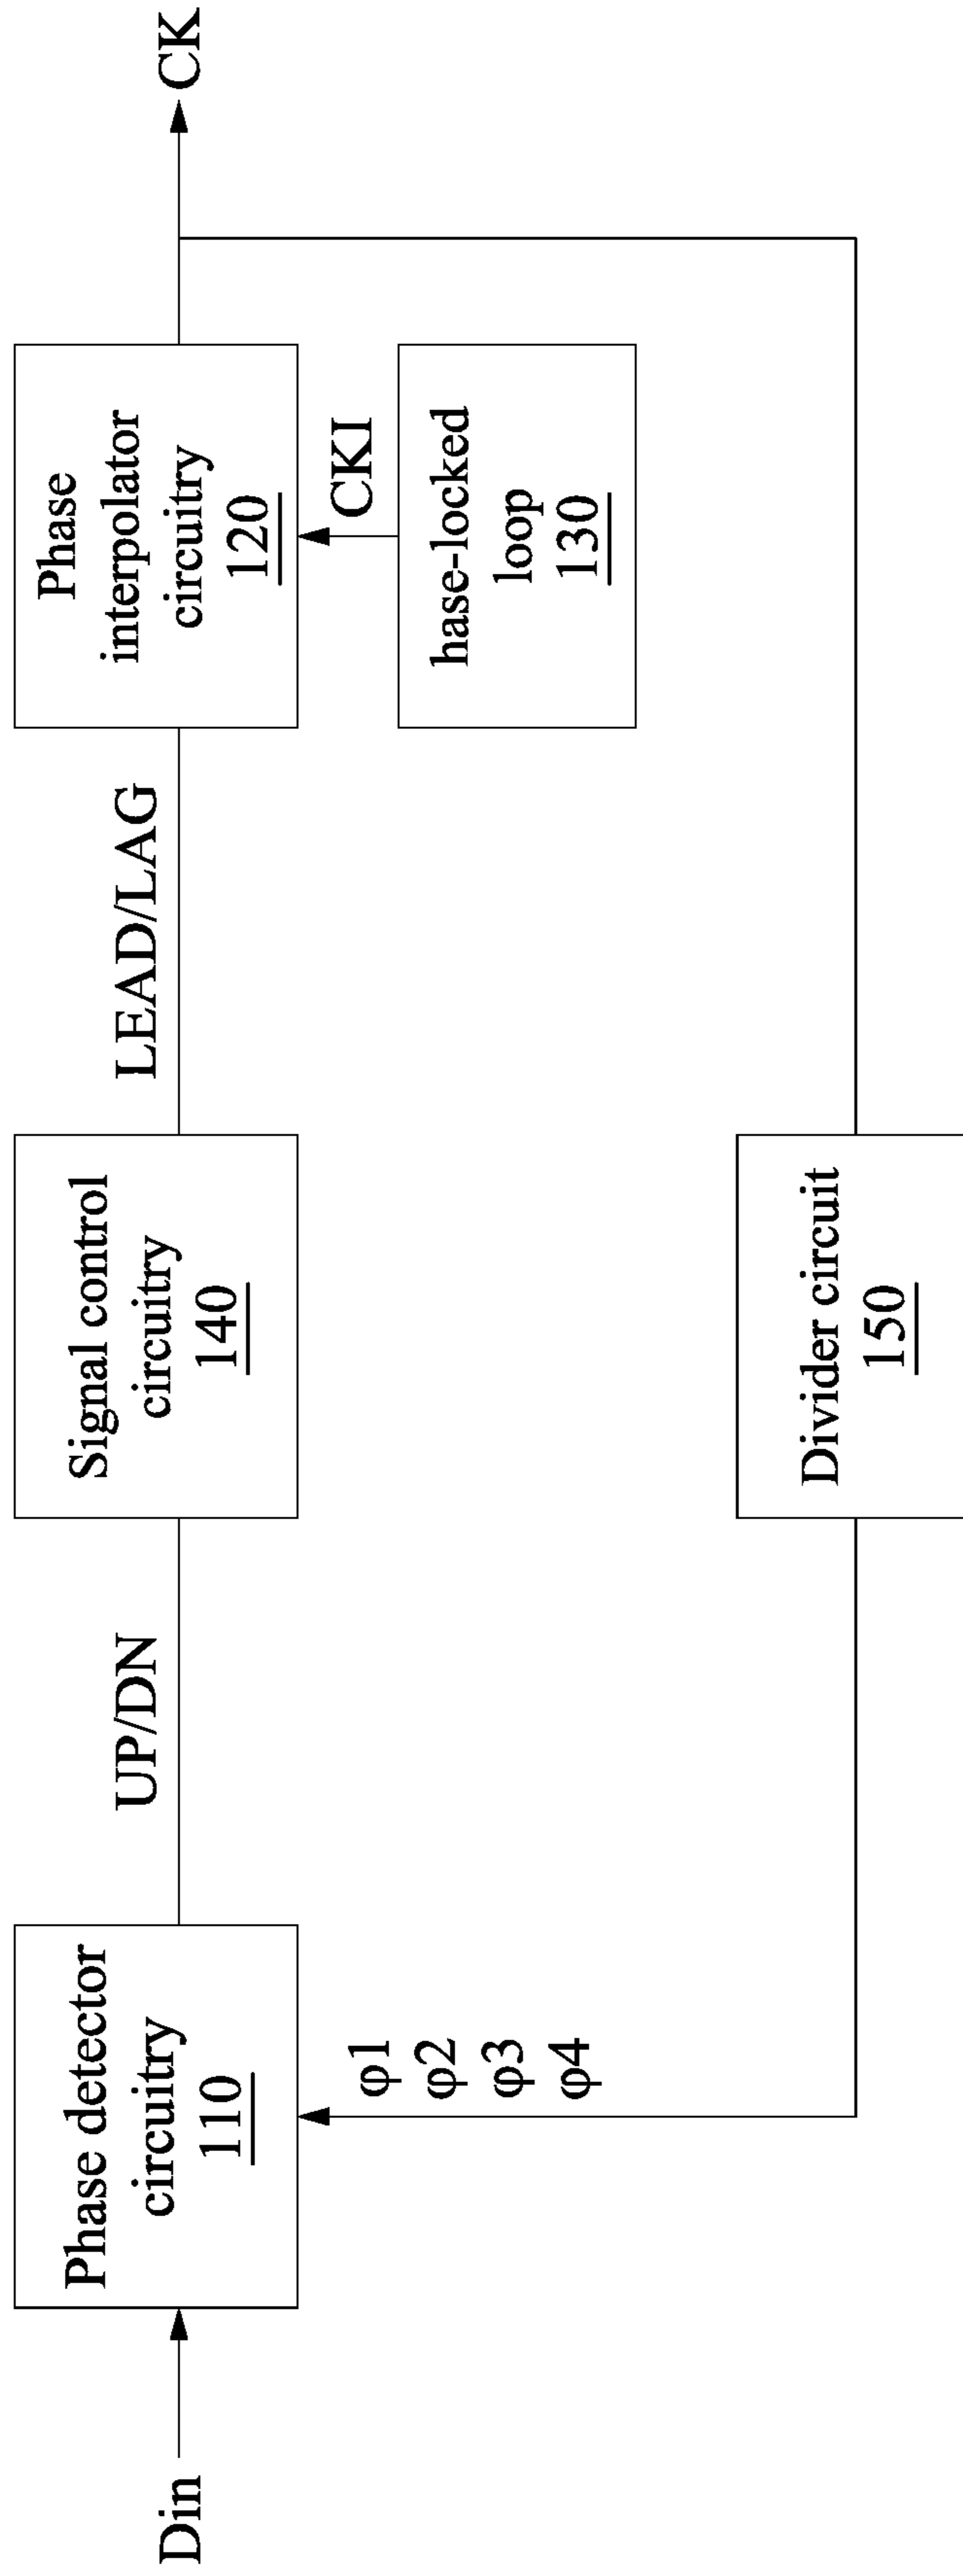 Din
Phase detector
circuitry
110
UP/DN
Signal control
circuitry
140
LEAD/LAG
Phase
interpolator
circuitry
120
CK
CKI
hase-locked
loop
130
φ1
φ2
φ3
φ4
Divider circuit
150